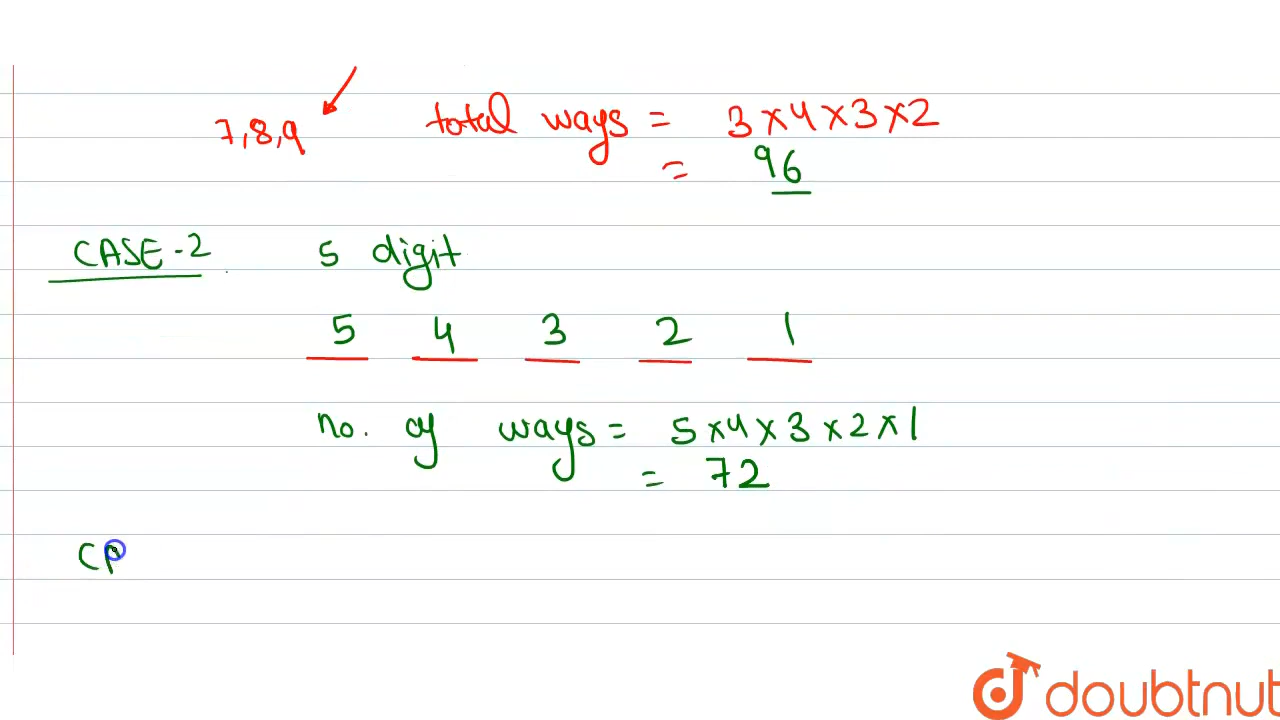 7,8,9
total ways = 3×4×3×2
= 96
CASE-2 5 digit
5 4 3 2 1
no. of ways = 5×4×3×2×1
= 72
CA
doubtnut